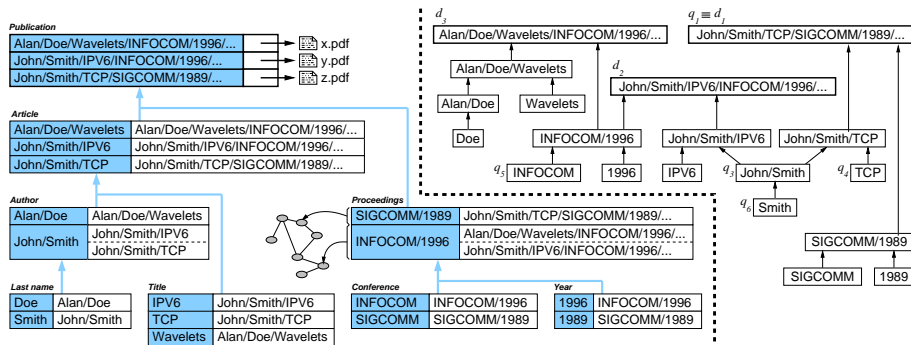 Publication
Alan/Doe/Wavelets/INFOCOM/1996/...
John/Smith/IPV6/INFOCOM/1996/...
John/Smith/TCP/SIGCOMM/1989/...
x.pdf
y.pdf
z.pdf
Article
Alan/Doe/Wavelets Alan/Doe/Wavelets/INFOCOM/1996/...
John/Smith/IPV6 John/Smith/IPV6/INFOCOM/1996/...
John/Smith/TCP John/Smith/TCP/SIGCOMM/1989/...
Author
Alan/Doe Alan/Doe/Wavelets
John/Smith John/Smith/IPV6
John/Smith/TCP
Proceedings
SIGCOMM/1989 John/Smith/TCP/SIGCOMM/1989/...
INFOCOM/1996 Alan/Doe/Wavelets/INFOCOM/1996/...
John/Smith/IPV6/INFOCOM/1996/...
Last name
Doe Alan/Doe
Smith John/Smith
Title
IPV6 John/Smith/IPV6
TCP John/Smith/TCP
Wavelets Alan/Doe/Wavelets
Conference
INFOCOM INFOCOM/1996
SIGCOMM SIGCOMM/1989
Year
1996 INFOCOM/1996
1989 SIGCOMM/1989
d3
Alan/Doe/Wavelets/INFOCOM/1996/...
q1 ≡ d1
John/Smith/TCP/SIGCOMM/1989/...
Alan/Doe/Wavelets
d2
John/Smith/IPV6/INFOCOM/1996/...
Alan/Doe
Wavelets
Doe
INFOCOM/1996
John/Smith/IPV6
John/Smith/TCP
q5 INFOCOM
1996
IPV6
q3 John/Smith
q4 TCP
q6 Smith
SIGCOMM/1989
SIGCOMM
1989